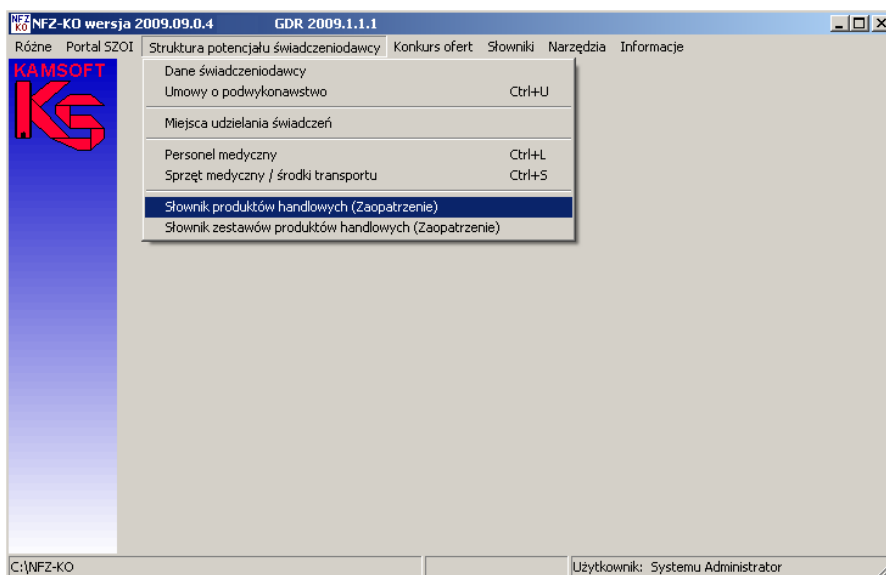 NFZ KO NFZ-KO wersja 2009.09.0.4 GDR 2009.1.1.1
Różne Portal SZOI Struktura potencjału świadczeniodawcy Konkurs ofert Słowniki Narzędzia Informacje
KAMSOFT
Dane świadczeniodawcy
Umowy o podwykonawstwo Ctrl+U
Miejsca udzielania świadczeń
Personel medyczny Ctrl+L
Sprzęt medyczny / środki transportu Ctrl+S
Słownik produktów handlowych (Zaopatrzenie)
Słownik zestawów produktów handlowych (Zaopatrzenie)
C:\NFZ-KO Użytkownik: Systemu Administrator